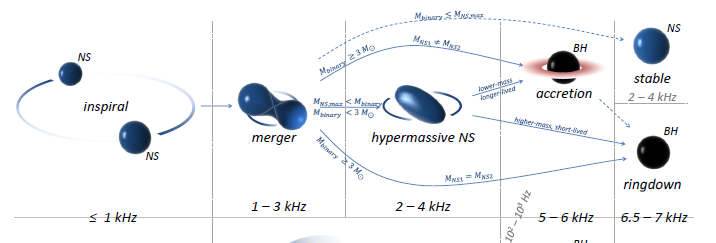 M_binary ≤ M_NS,max
NS
NS
M_binary ≥ 3 M_⊙
M_NS1 ≠ M_NS2
BH
stable
2 – 4 kHz
inspiral
M_NS,max < M_binary
M_binary < 3 M_⊙
lower-mass
longer-lived
accretion
merger
hypermassive NS
higher-mass, short-lived
BH
NS
M_binary ≥ 3 M_⊙
M_NS1 = M_NS2
ringdown
≤ 1 kHz
1 – 3 kHz
2 – 4 kHz
10² – 10³ Hz
5 – 6 kHz
6.5 – 7 kHz